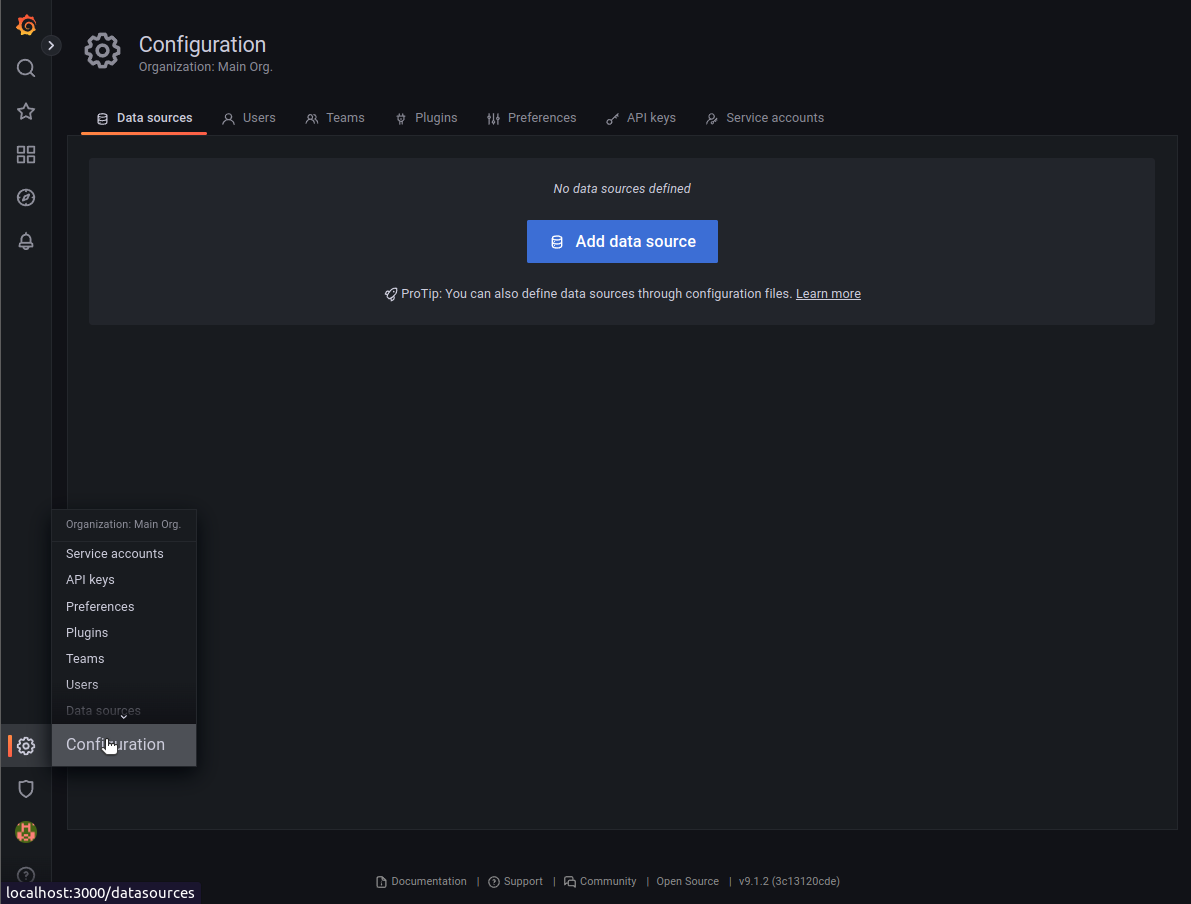 Configuration
Organization: Main Org.
Data sources Users Teams Plugins Preferences API keys Service accounts
No data sources defined
Add data source
ProTip: You can also define data sources through configuration files. Learn more
Organization: Main Org.
Service accounts
API keys
Preferences
Plugins
Teams
Users
Data sources
Configuration
Documentation | Support | Community | Open Source | v9.1.2 (3c13120cde)
localhost:3000/datasources